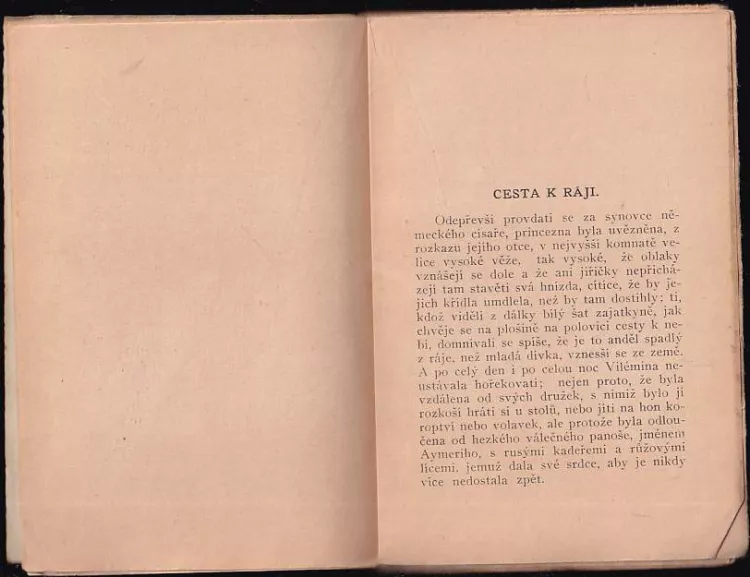 CESTA K RÁJI.
Odepřevši provdati se za synovce ně-
meckého císaře, princezna byla uvězněna, z
rozkazu jejího otce, v nejvyšší komnatě ve-
lice vysoké věže, tak vysoké, že oblaky
vznášejí se dole a že ani jiřičky nepřichá-
zejí tam stavěti svá hnízda, cítíce, že by je-
jich křídla umdlela, než by tam dostihly; ti,
kdož viděli z dálky bílý šat zajatkyně, jak
chvěje se na plošině na polovici cesty k ne-
bi, domnívali se spíše, že je to anděl spadlý
z ráje, než mladá dívka, vznesši se ze země.
A po celý den i po celou noc Vilémina ne-
ustávala hořekovati; nejen proto, že byla
vzdálena od svých družek, s nimiž bylo jí
rozkoší hráti si u stolů, nebo jíti na hon ko-
roptví nebo volavek, ale protože byla odlou-
čena od hezkého válečného panoše, jménem
Aymeriho, s rusými kadeřemi a růžovými
lícemi, jemuž dala své srdce, aby je nikdy
více nedostala zpět.